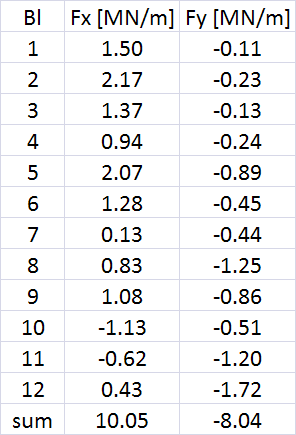 Bl Fx [MN/m] Fy [MN/m]
1 1.50 -0.11
2 2.17 -0.23
3 1.37 -0.13
4 0.94 -0.24
5 2.07 -0.89
6 1.28 -0.45
7 0.13 -0.44
8 0.83 -1.25
9 1.08 -0.86
10 -1.13 -0.51
11 -0.62 -1.20
12 0.43 -1.72
sum 10.05 -8.04